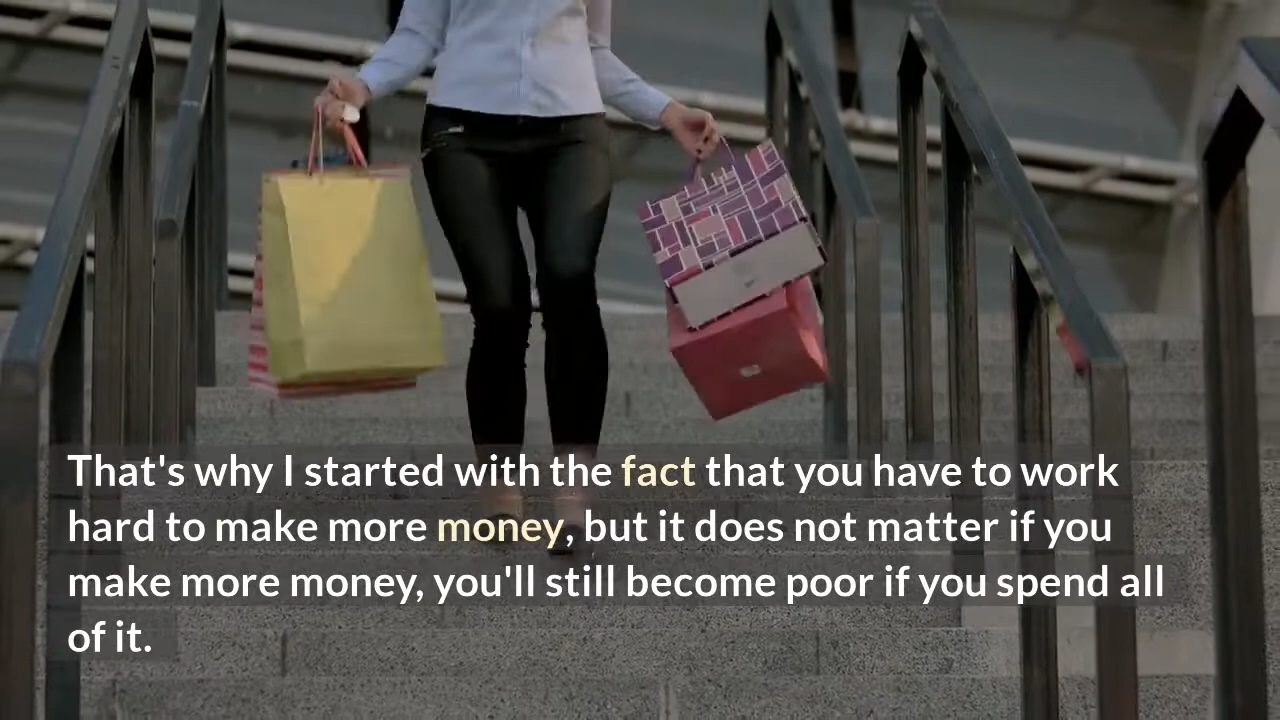 That's why I started with the fact that you have to work
hard to make more money, but it does not matter if you
make more money, you'll still become poor if you spend all
of it.